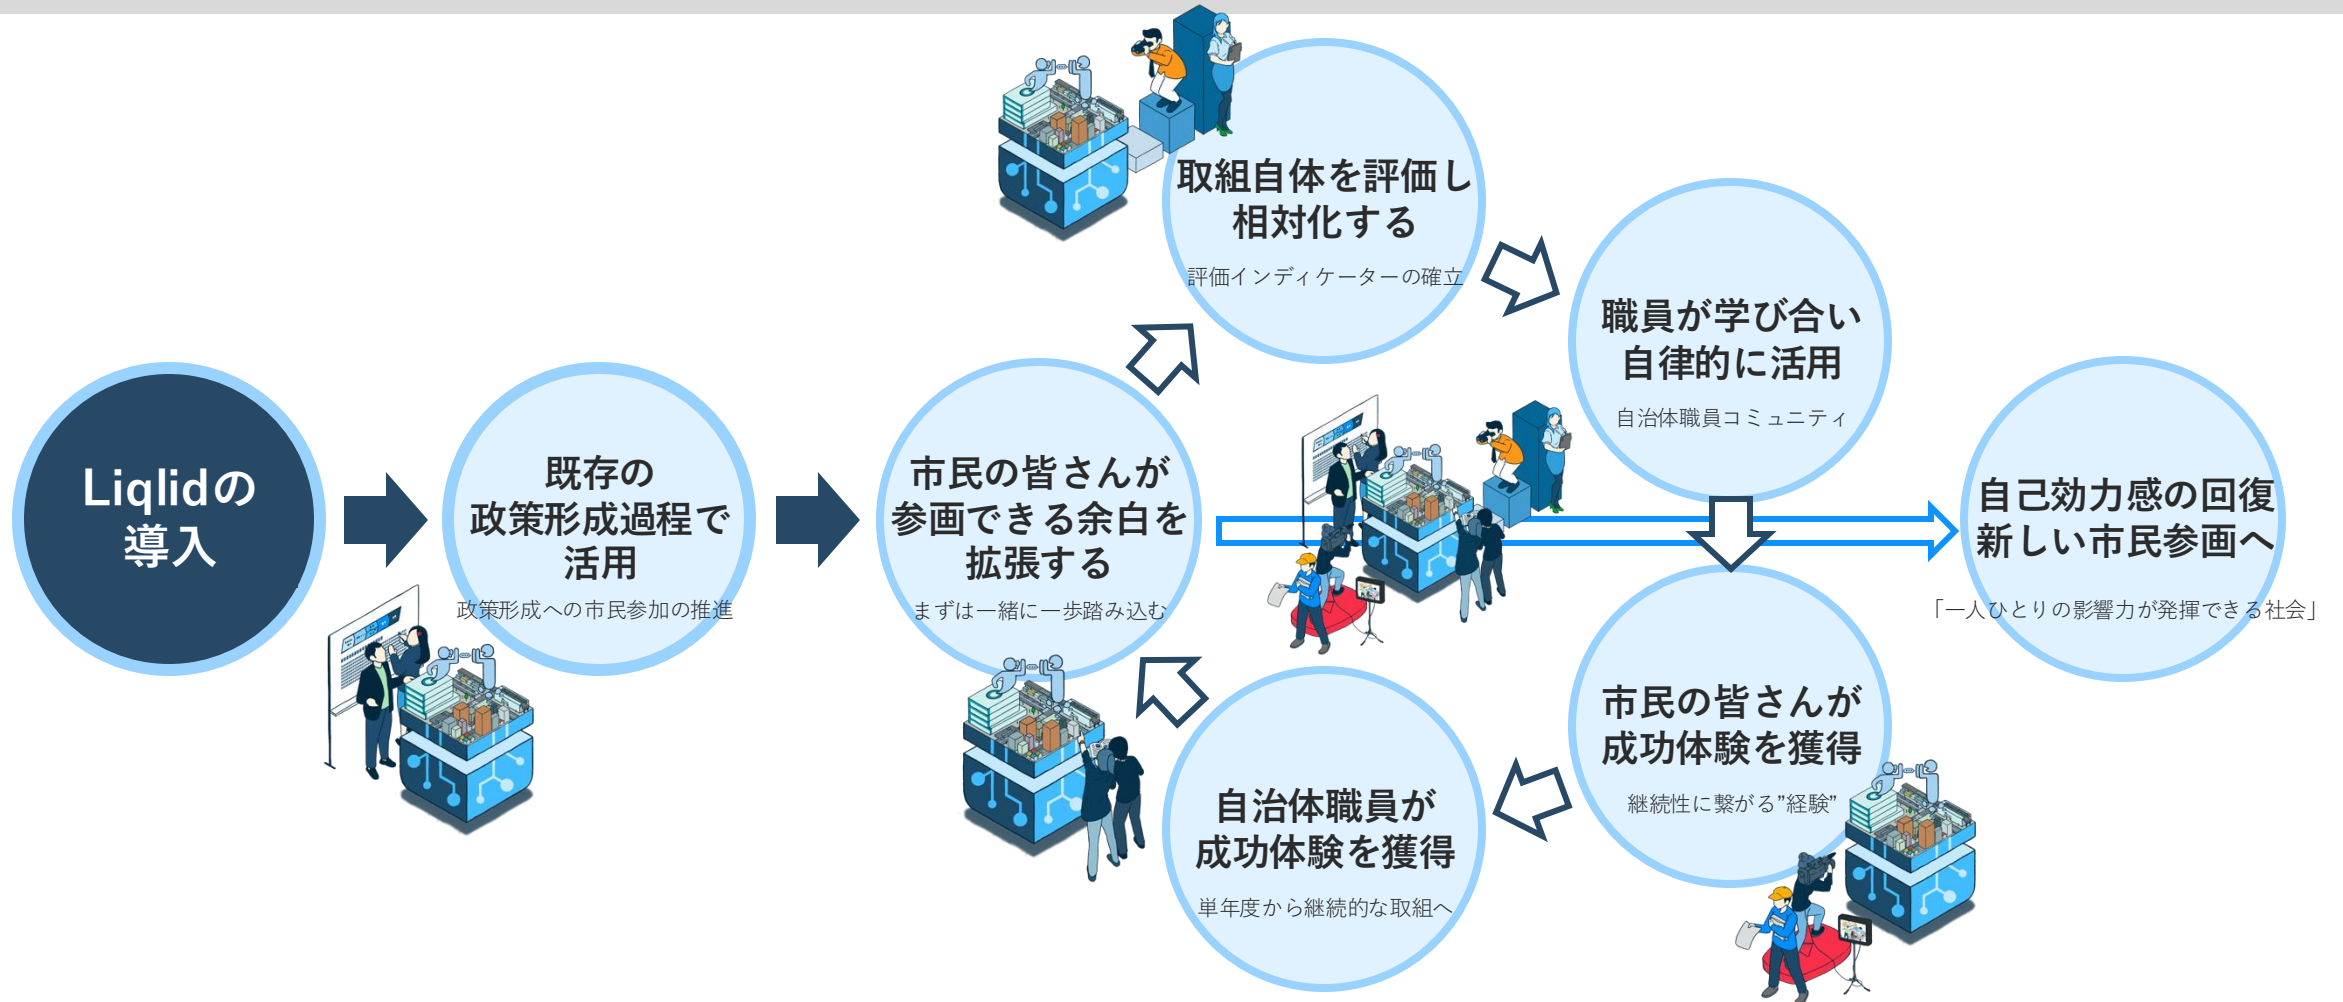 Liqlidの
導入
既存の
政策形成過程で
活用
政策形成への市民参加の推進
市民の皆さんが
参画できる余白を
拡張する
まずは一緒に一歩踏み込む
取組自体を評価し
相対化する
評価インディケーターの確立
職員が学び合い
自律的に活用
自治体職員コミュニティ
市民の皆さんが
成功体験を獲得
継続性に繋がる”経験”
自治体職員が
成功体験を獲得
単年度から継続的な取組へ
自己効力感の回復
新しい市民参画へ
「一人ひとりの影響力が発揮できる社会」